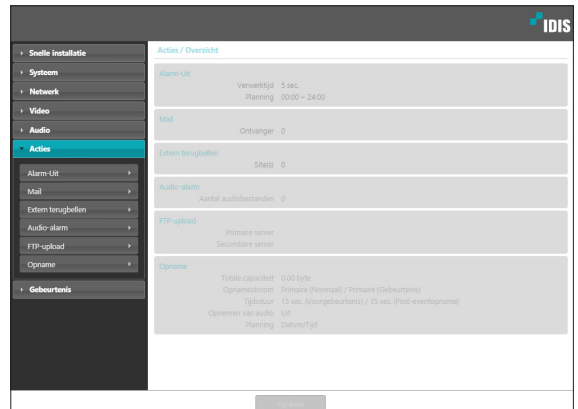 IDIS
Snelle installatie
Systeem
Netwerk
Video
Audio
Acties
Alarm-Uit
Mail
Extern terugbellen
Audio-alarm
FTP-upload
Opname
Gebeurtenis
Acties / Overzicht
Alarm-Uit
Verwerktijd 5 sec.
Planning 00:00 ~ 24:00
Mail
Ontvanger 0
Extern terugbellen
Site(s) 0
Audio-alarm
Aantal audiobestanden 0
FTP-upload
Primaire server
Secondaire server
Opname
Totale capaciteit 0.00 byte
Opnamestroom Primaire (Normaal) / Primaire (Gebeurtenis)
Tijdsduur 15 sec. (Voorgebeurtenis) / 15 sec. (Post-eventopname)
Opnemen van audio Uit
Planning Datum/Tijd